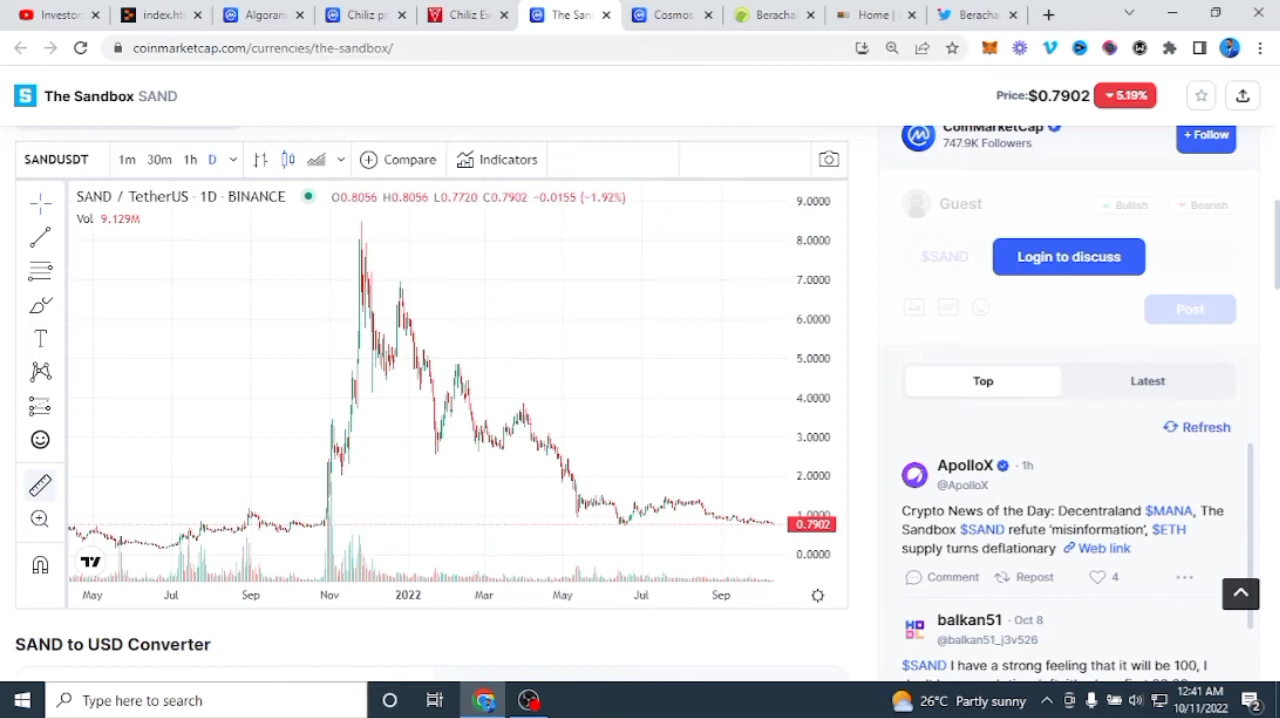 Investor
index.ht
Algoran
Chiliz p
Chiliz Ex
The San
Cosmos
Beracha
Home |
Beracha
coinmarketcap.com/currencies/the-sandbox/
The Sandbox SAND
Price:$0.7902 5.19%
CoinMarketCap
747.9K Followers
+ Follow
SANDUSDT 1m 30m 1h D Compare Indicators
SAND / TetherUS · 1D · BINANCE O0.8056 H0.8056 L0.7720 C0.7902 -0.0155 (-1.92%)
Vol 9.129M
9.0000
8.0000
7.0000
6.0000
5.0000
4.0000
3.0000
2.0000
1.0000
0.7902
0.0000
May Jul Sep Nov 2022 Mar May Jul Sep
Guest
Bullish
Bearish
$SAND
Login to discuss
Post
Top
Latest
Refresh
ApolloX · 1h
@ApolloX
Crypto News of the Day: Decentraland $MANA, The
Sandbox $SAND refute 'misinformation', $ETH
supply turns deflationary Web link
Comment Repost 4
balkan51 · Oct 8
@balkan51_j3v526
$SAND I have a strong feeling that it will be 100, I
SAND to USD Converter
Type here to search
26°C Partly sunny
12:41 AM
10/11/2022
2